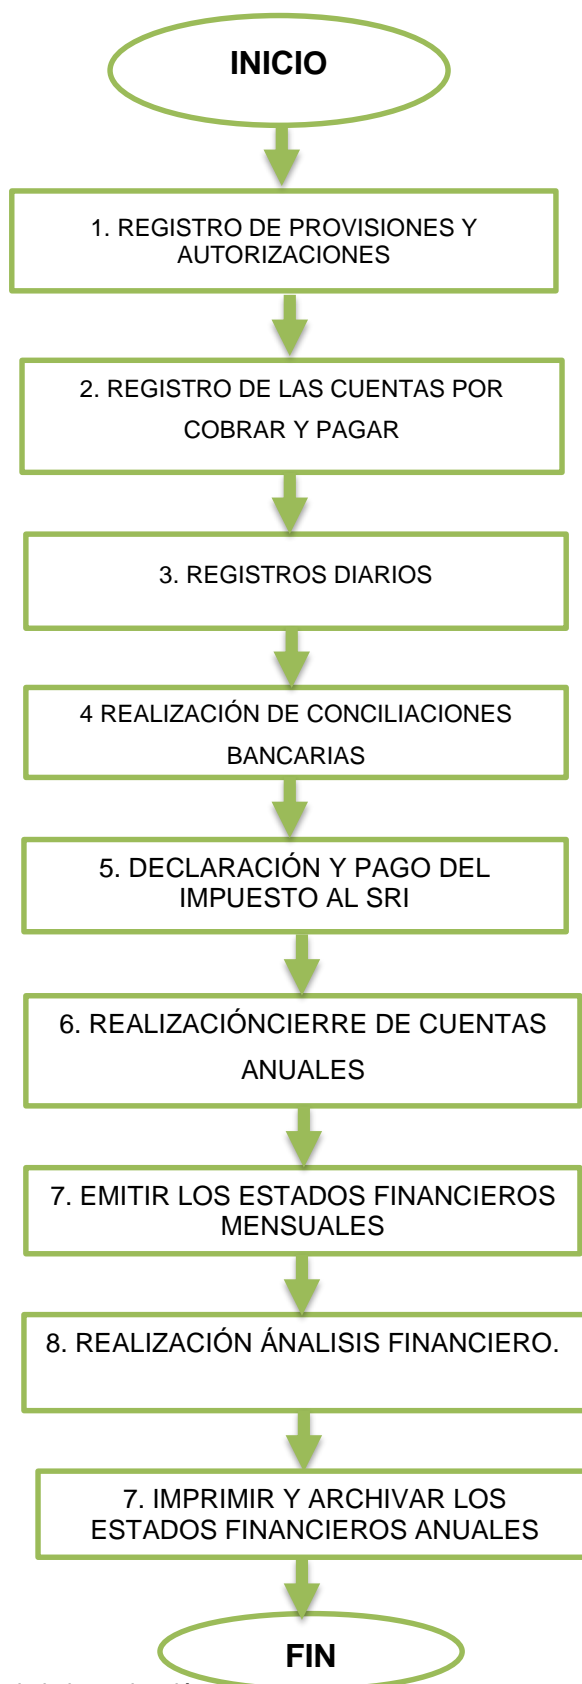 INICIO
1. REGISTRO DE PROVISIONES Y
AUTORIZACIONES
2. REGISTRO DE LAS CUENTAS POR
COBRAR Y PAGAR
3. REGISTROS DIARIOS
4 REALIZACIÓN DE CONCILIACIONES
BANCARIAS
5. DECLARACIÓN Y PAGO DEL
IMPUESTO AL SRI
6. REALIZACIÓNCIERRE DE CUENTAS
ANUALES
7. EMITIR LOS ESTADOS FINANCIEROS
MENSUALES
8. REALIZACIÓN ÁNALISIS FINANCIERO.
7. IMPRIMIR Y ARCHIVAR LOS
ESTADOS FINANCIEROS ANUALES
FIN